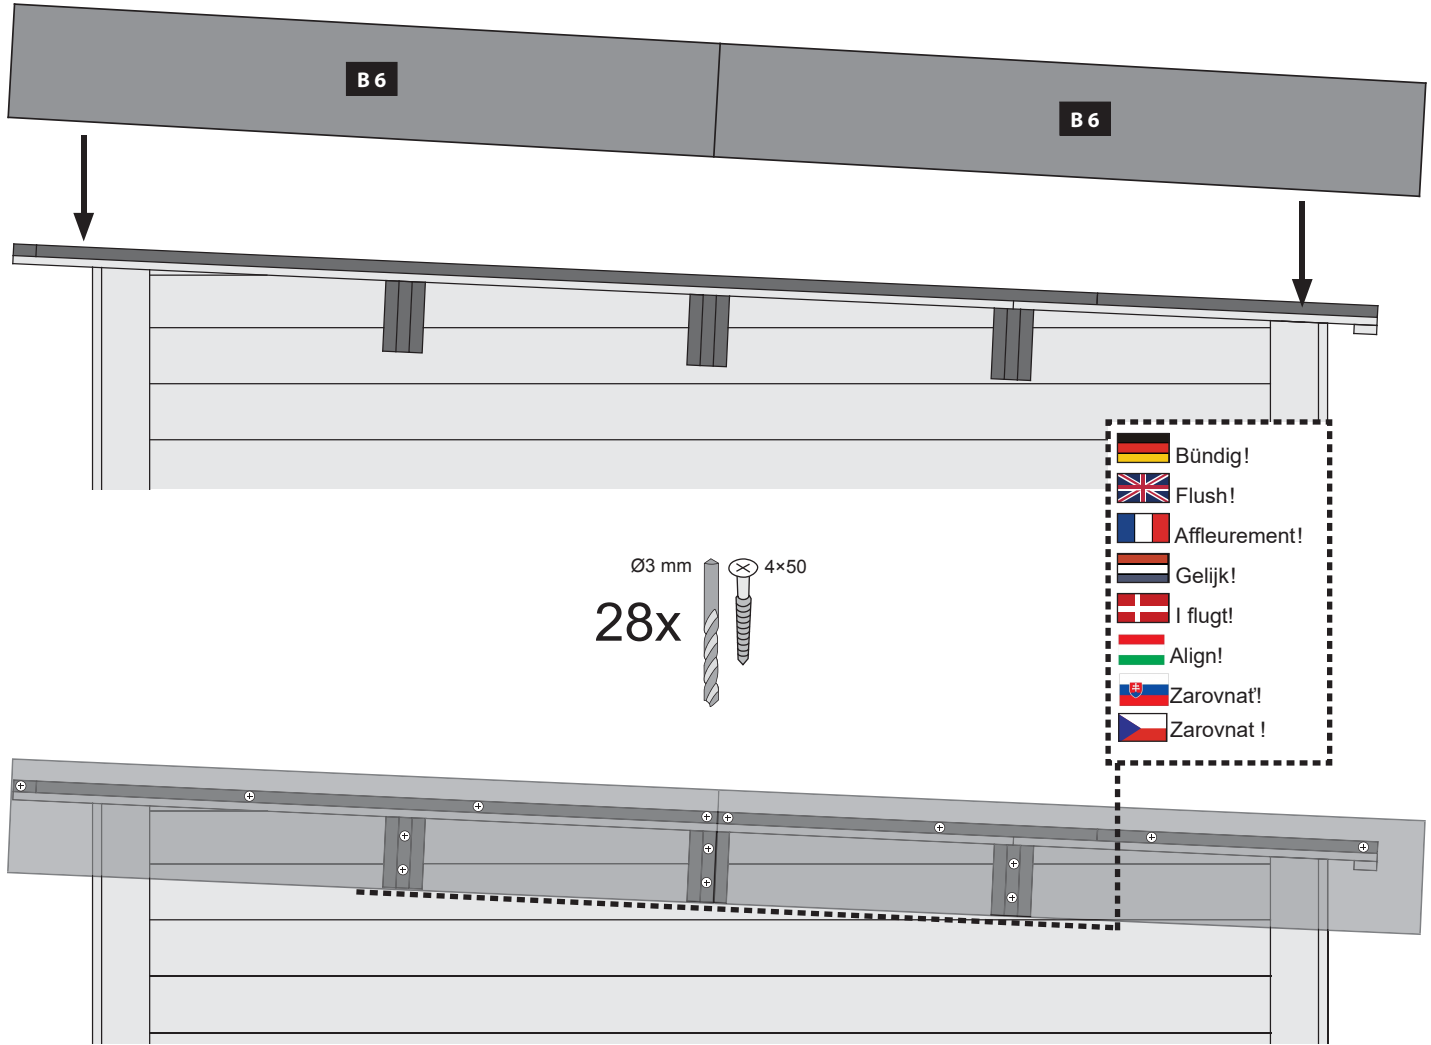 B 6
B 6
Bündig!
Flush!
Affleurement!
Gelijk!
I flugt!
Align!
Zarovnať!
Zarovnat !
Ø3 mm
4×50
28x